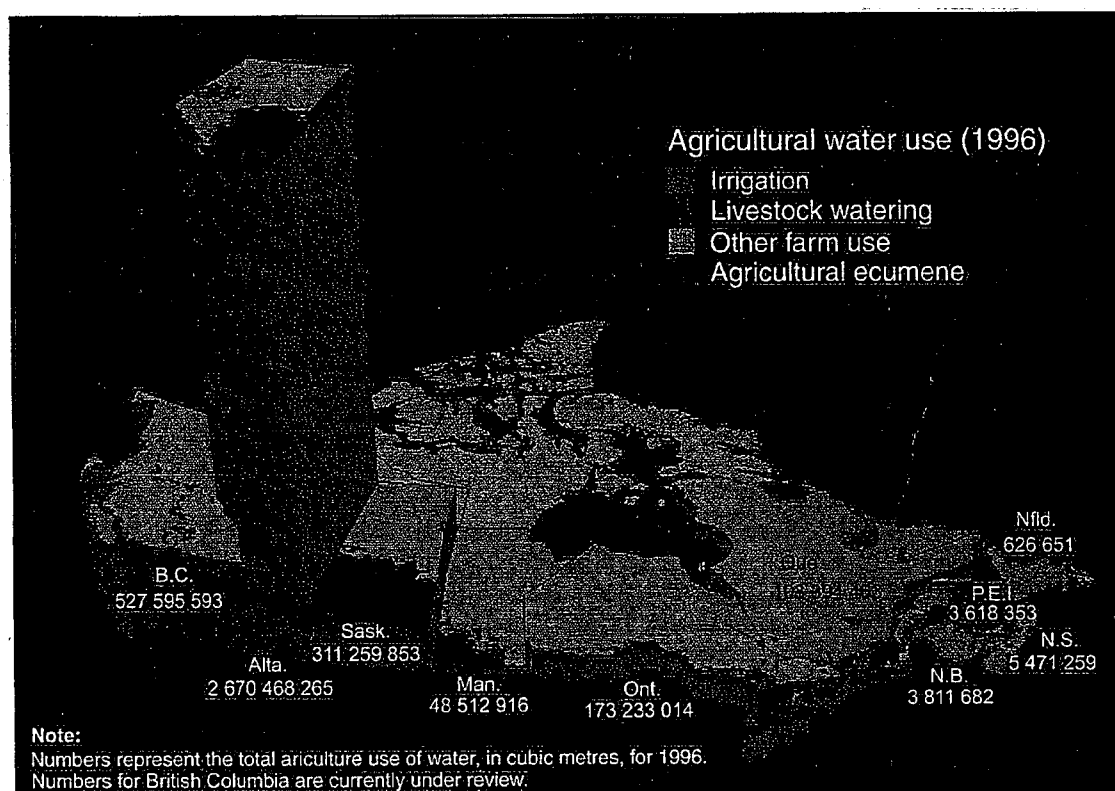 Agricultural water use (1996)
Irrigation
Livestock watering
Other farm use
Agricultural ecumene
Nfld.
626 651
B.C.
527 595 593
Que.
P.E.I.
3 618 353
Sask.
311 259 853
N.S.
5 471 259
Alta.
2 670 468 265
Man.
48 512 916
Ont.
173 233 014
N.B.
3 811 682
Note:
Numbers represent the total ariculture use of water, in cubic metres, for 1996.
Numbers for British Columbia are currently under review.